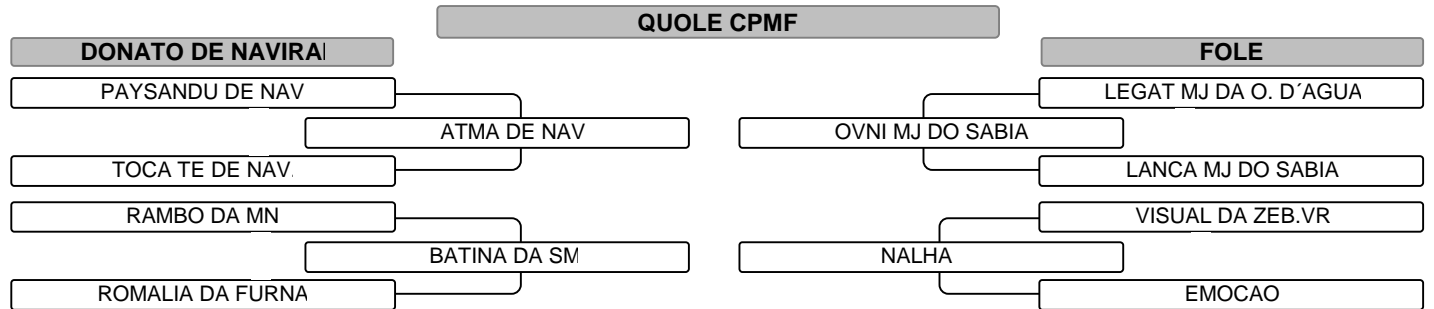 QUOLE CPMF
DONATO DE NAVIRAI
FOLE
PAYSANDU DE NAV
LEGAT MJ DA O. D´AGUA
ATMA DE NAV
OVNI MJ DO SABIA
TOCA TE DE NAV.
LANCA MJ DO SABIA
RAMBO DA MN
VISUAL DA ZEB.VR
BATINA DA SM
NALHA
ROMALIA DA FURNA
EMOCAO